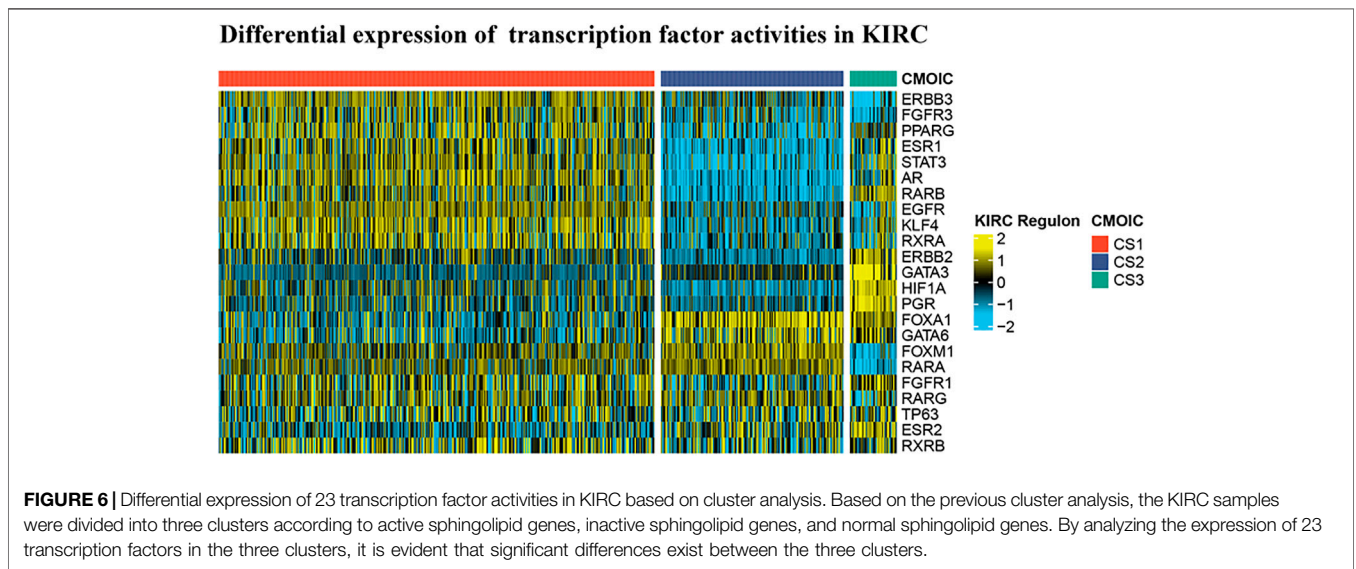 Differential expression of transcription factor activities in KIRC
CMOIC
ERBB3
FGFR3
PPARG
ESR1
STAT3
AR
RARB
EGFR
KLF4
RXRA
ERBB2
GATA3
HIF1A
PGR
FOXA1
GATA6
FOXM1
RARA
FGFR1
RARG
TP63
ESR2
RXRB
KIRC Regulon
2
1
0
−1
−2
CMOIC
CS1
CS2
CS3
FIGURE 6 | Differential expression of 23 transcription factor activities in KIRC based on cluster analysis. Based on the previous cluster analysis, the KIRC samples
were divided into three clusters according to active sphingolipid genes, inactive sphingolipid genes, and normal sphingolipid genes. By analyzing the expression of 23
transcription factors in the three clusters, it is evident that significant differences exist between the three clusters.